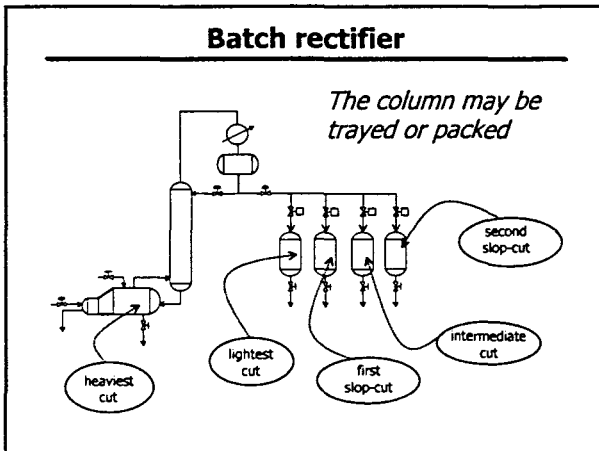 Batch rectifier
The column may be
trayed or packed
second
slop-cut
intermediate
cut
lightest
cut
first
slop-cut
heaviest
cut